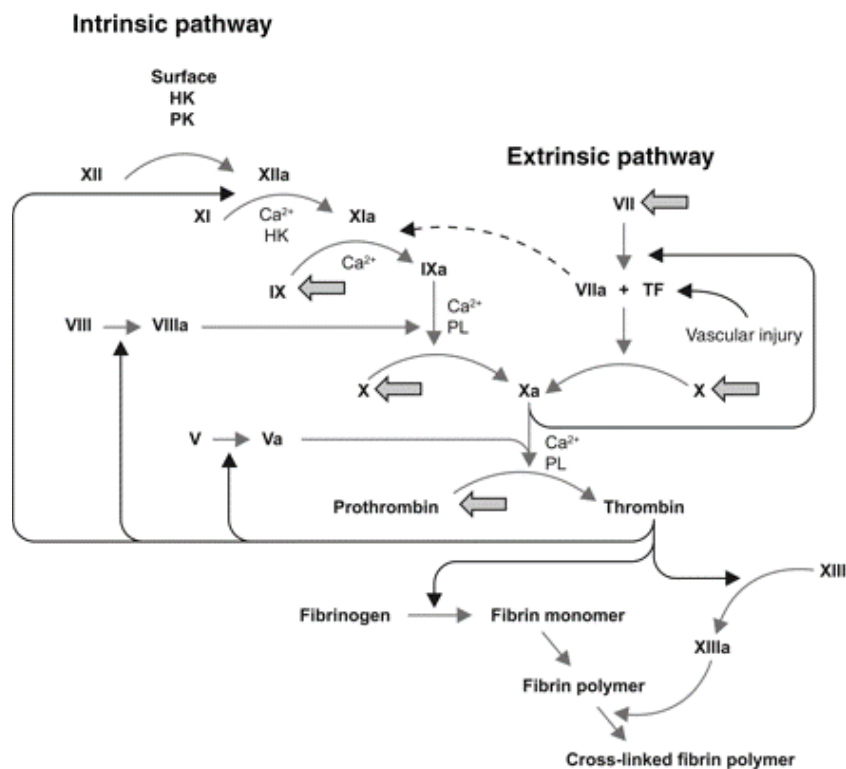 Intrinsic pathway
Surface
HK
PK
Extrinsic pathway
XII
XIIa
VII
XI
Ca²⁺
HK
XIa
IX
Ca²⁺
IXa
VIIa + TF
VIII
VIIIa
Ca²⁺
PL
Vascular injury
X
Xa
X
V
Va
Ca²⁺
PL
Prothrombin
Thrombin
XIII
Fibrinogen
Fibrin monomer
XIIIa
Fibrin polymer
Cross-linked fibrin polymer